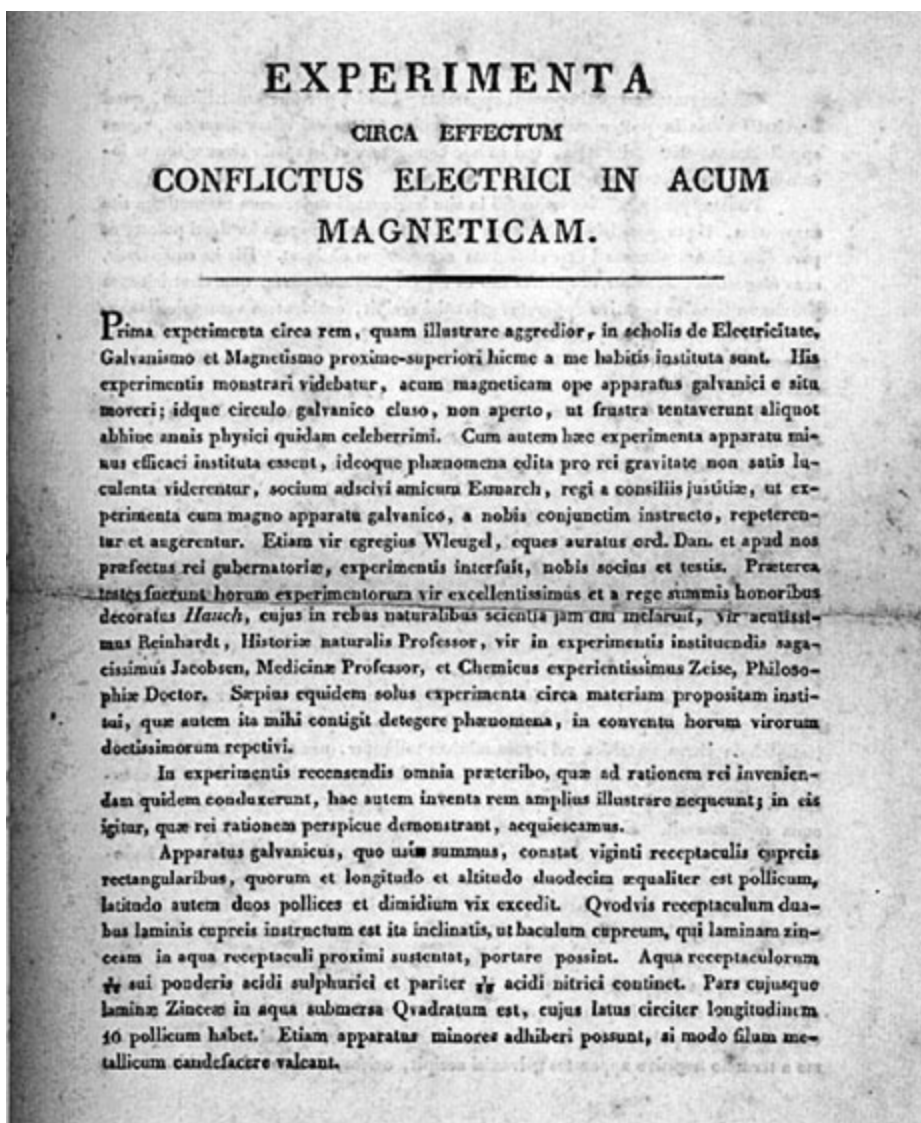 EXPERIMENTA
CIRCA EFFECTUM
CONFLICTUS ELECTRICI IN ACUM
MAGNETICAM.
Prima experimenta circa rem, quam illustrare aggredior, in scholis de Electricitate,
Galvanismo et Magnetismo proxime-superiori hieme a me habitis instituta sunt. His
experimentis monstrari videbatur, acum magneticam ope apparatus galvanici e situ
moveri; idque circulo galvanico cluso, non aperto, ut frustra tentaverunt aliquot
abhinc annis physici quidam celeberrimi. Cum autem hæc experimenta apparatu mi-
nus efficaci instituta essent, ideoque phænomena edita pro rei gravitate non satis lu-
culenta viderentur, socium adscivi amicum Esmarch, regi a consiliis justitiæ, ut ex-
perimenta cum magno apparatu galvanico, a nobis conjunctim instructo, repeteren-
tur et augerentur. Etiam vir egregius Wleugel, eques auratus ord. Dan. et apud nos
præfectus rei gubernatoriæ, experimentis interfuit, nobis socius et testis. Præterea
testes fuerunt horum experimentorum vir excellentissimus et a rege summis honoribus
decoratus Hauch, cujus in rebus naturalibus scientia jam diu inclaruit, vir acutissi-
mus Reinhardt, Historiæ naturalis Professor, vir in experimentis instituendis saga-
cissimus Jacobsen, Medicinæ Professor, et Chemicus experientissimus Zeise, Philoso-
phiæ Doctor. Sæpius equidem solus experimenta circa materiam propositam insti-
tui, quæ autem ita mihi contigit detegere phænomena, in conventu horum virorum
doctissimorum repetivi.
In experimentis recensendis omnia præteribo, quæ ad rationem rei invenien-
dam quidem conduxerunt, hac autem inventa rem amplius illustrare nequeunt; in eis
igitur, quæ rei rationem perspicue demonstrant, acquiescamus.
Apparatus galvanicus, quo usi summus, constat viginti receptaculis cupreis
rectangularibus, quorum et longitudo et altitudo duodecim æqualiter est pollicum,
latitudo autem duos pollices et dimidium vix excedit. Qvodvis receptaculum dua-
bus laminis cupreis instructum est ita inclinatis, ut baculum cupreum, qui laminam zin-
ceam in aqua receptaculi proximi sustentat, portare possint. Aqua receptaculorum
sui ponderis acidi sulphurici et pariter acidi nitrici continet. Pars cujusque
laminæ Zinceæ in aqua submersa Qvadratum est, cujus latus circiter longitudinem
10 pollicum habet. Etiam apparatus minores adhiberi possunt, si modo filum me-
tallicum candefacere valeant.